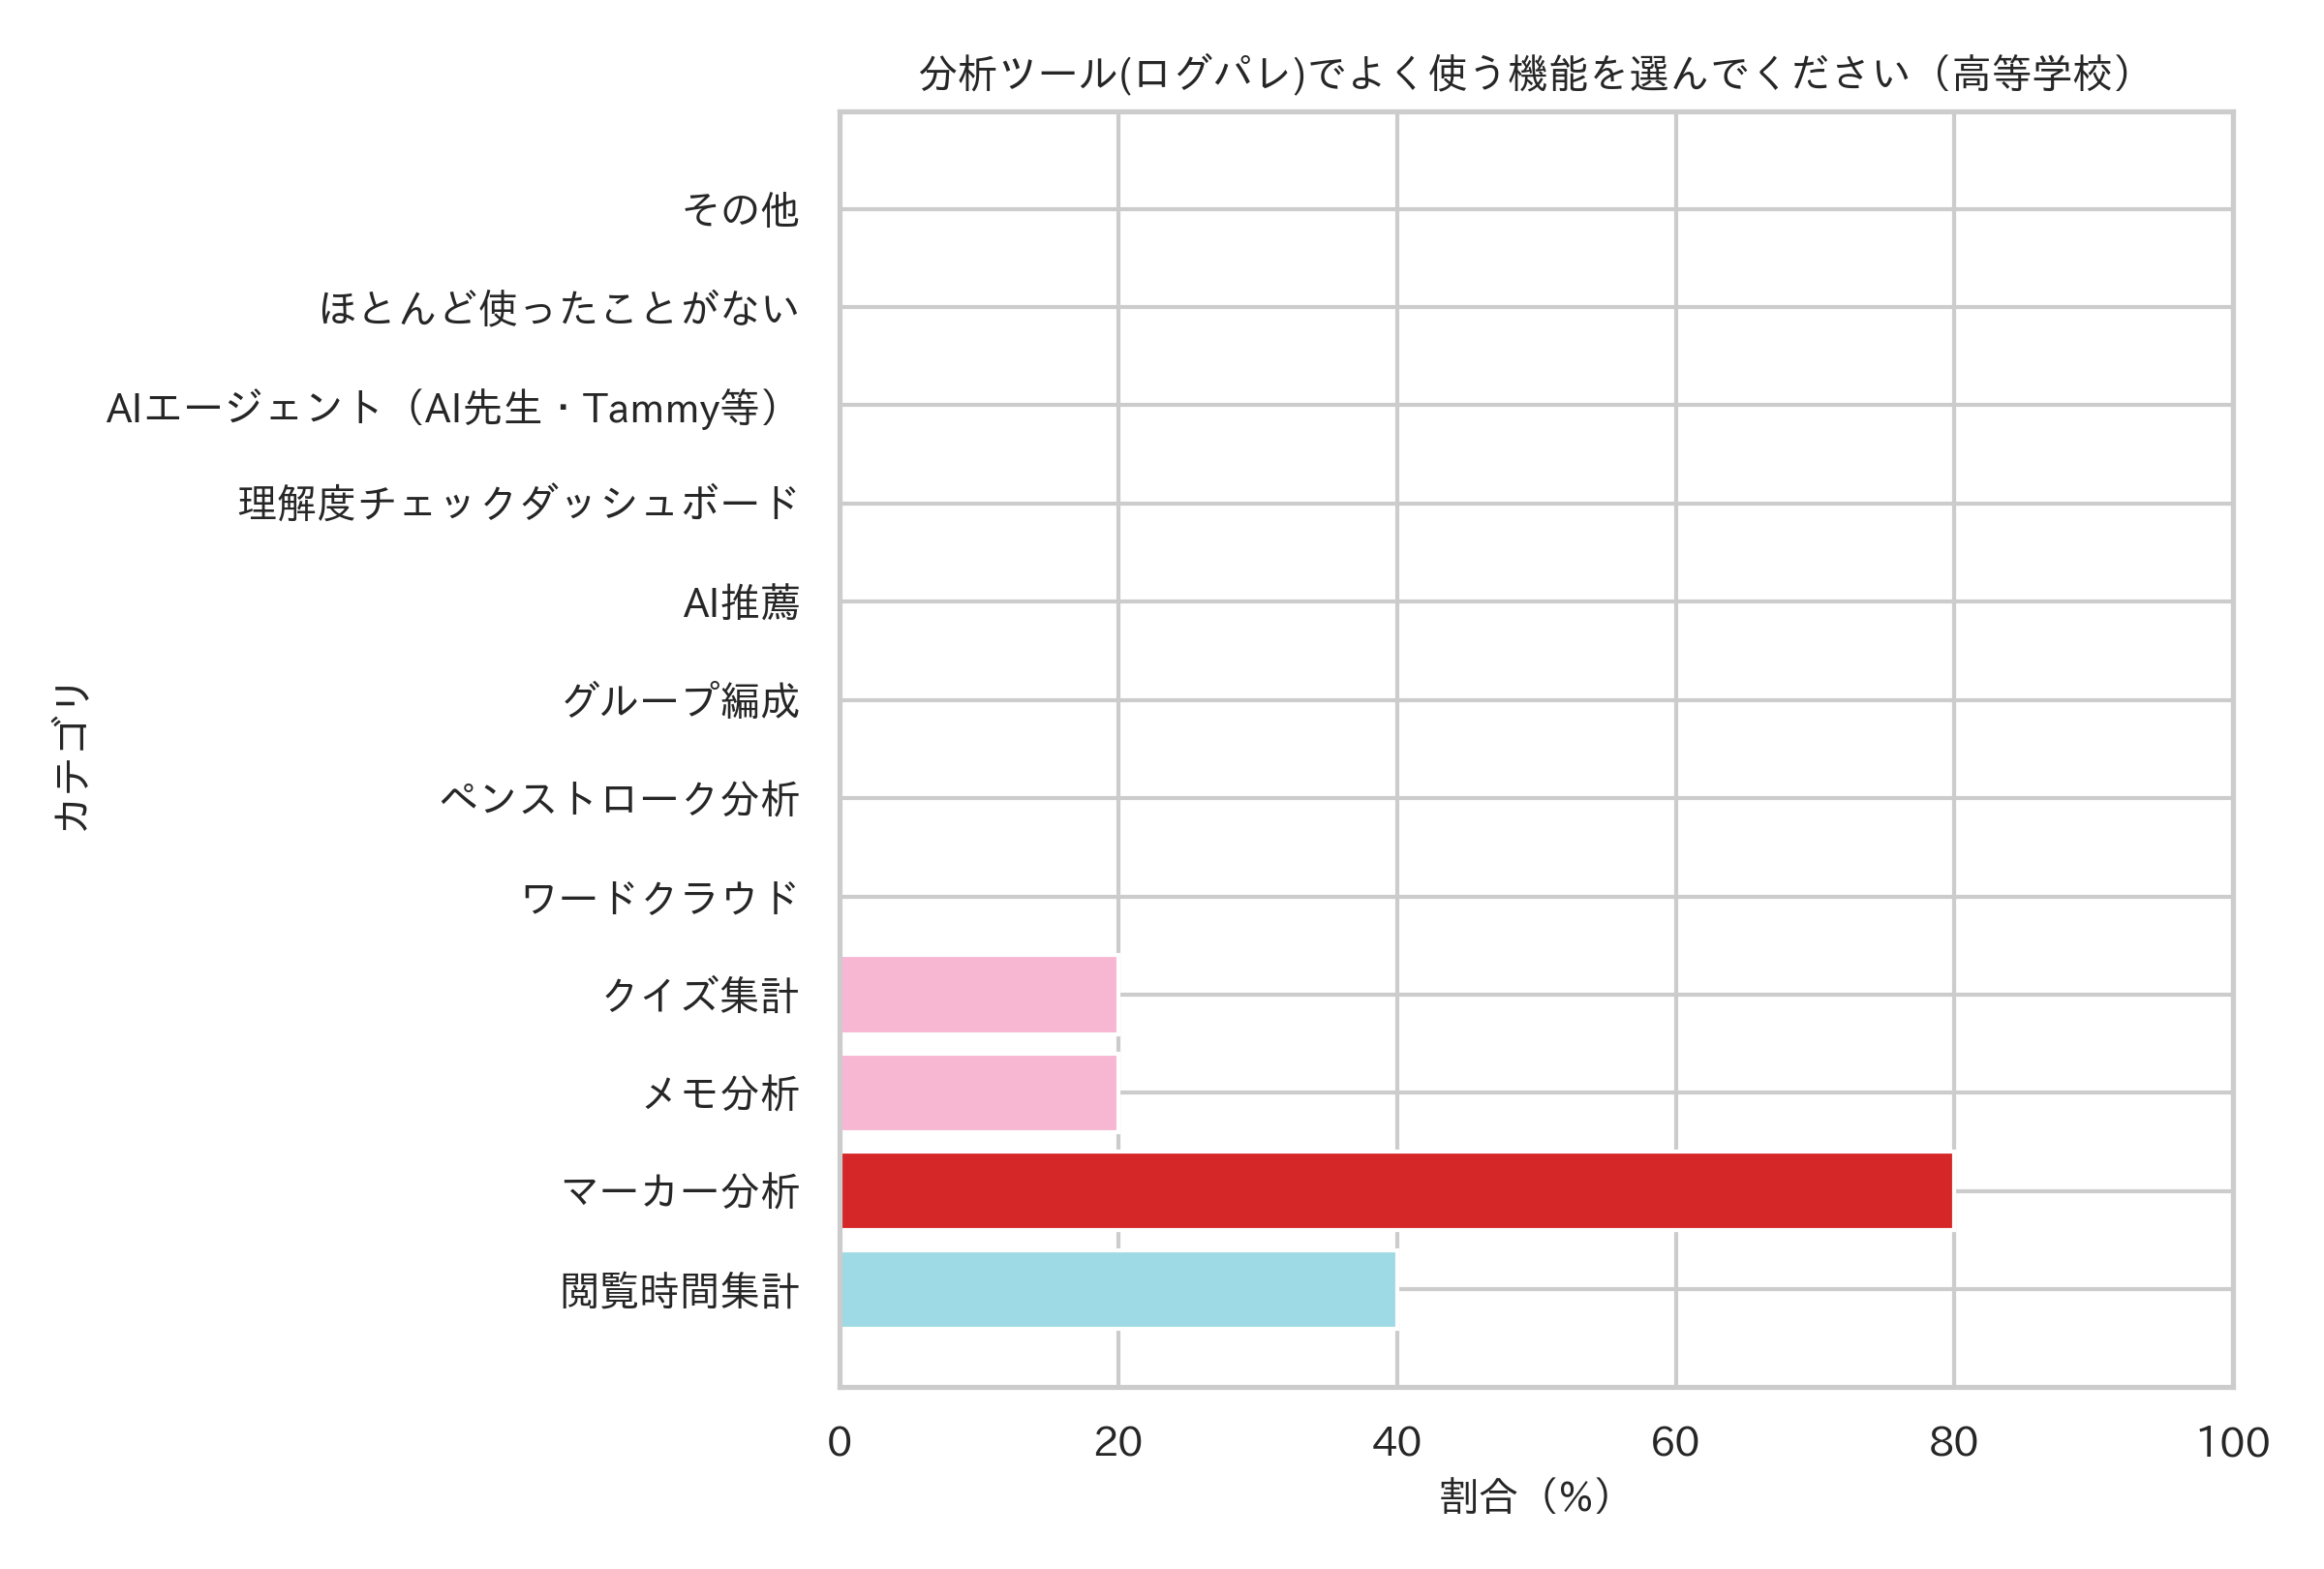 分析ツール(ログパレ)でよく使う機能を選んでください（高等学校）
その他
ほとんど使ったことがない
AIエージェント（AI先生・Tammy等）
理解度チェックダッシュボード
AI推薦
グループ編成
ペンストローク分析
ワードクラウド
クイズ集計
メモ分析
マーカー分析
閲覧時間集計
カテゴリ
0 20 40 60 80 100
割合（%）